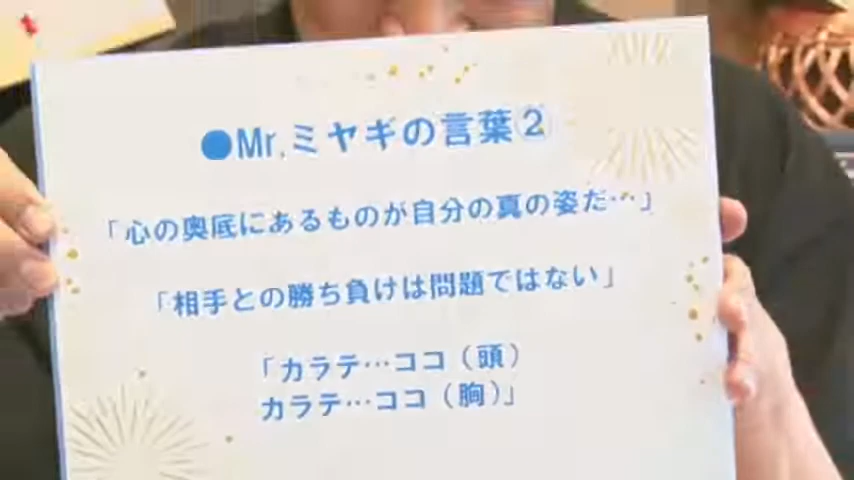 ●Mr.ミヤギの言葉②
「心の奥底にあるものが自分の真の姿だ…」
「相手との勝ち負けは問題ではない」
「カラテ…ココ（頭）
カラテ…ココ（胸）」